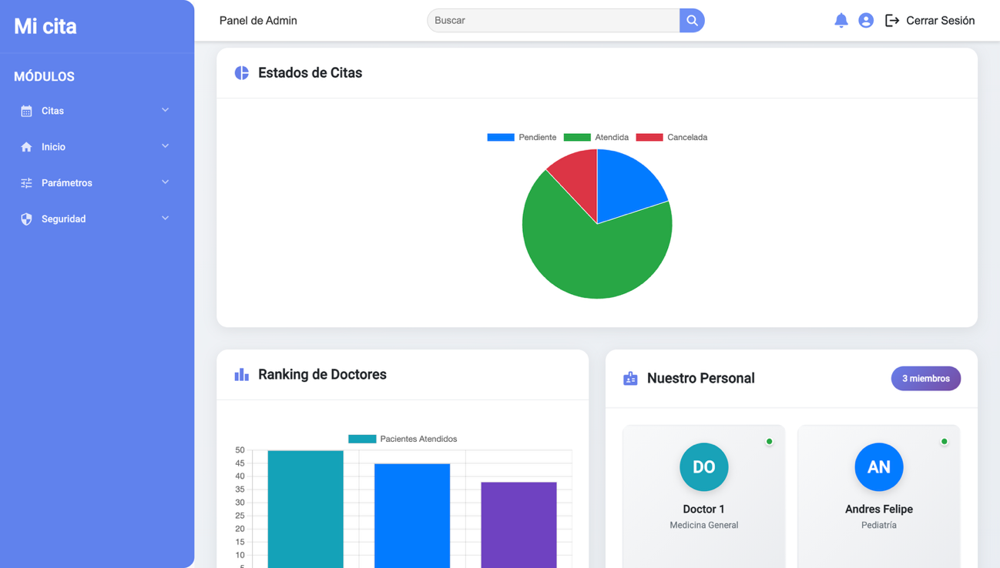 Mi cita
Panel de Admin
Buscar
Cerrar Sesión
MÓDULOS
Citas
Inicio
Parámetros
Seguridad
Estados de Citas
Pendiente Atendida Cancelada
Ranking de Doctores
Pacientes Atendidos
50
45
40
35
30
25
20
15
10
5
Nuestro Personal
3 miembros
DO
Doctor 1
Medicina General
AN
Andres Felipe
Pediatría